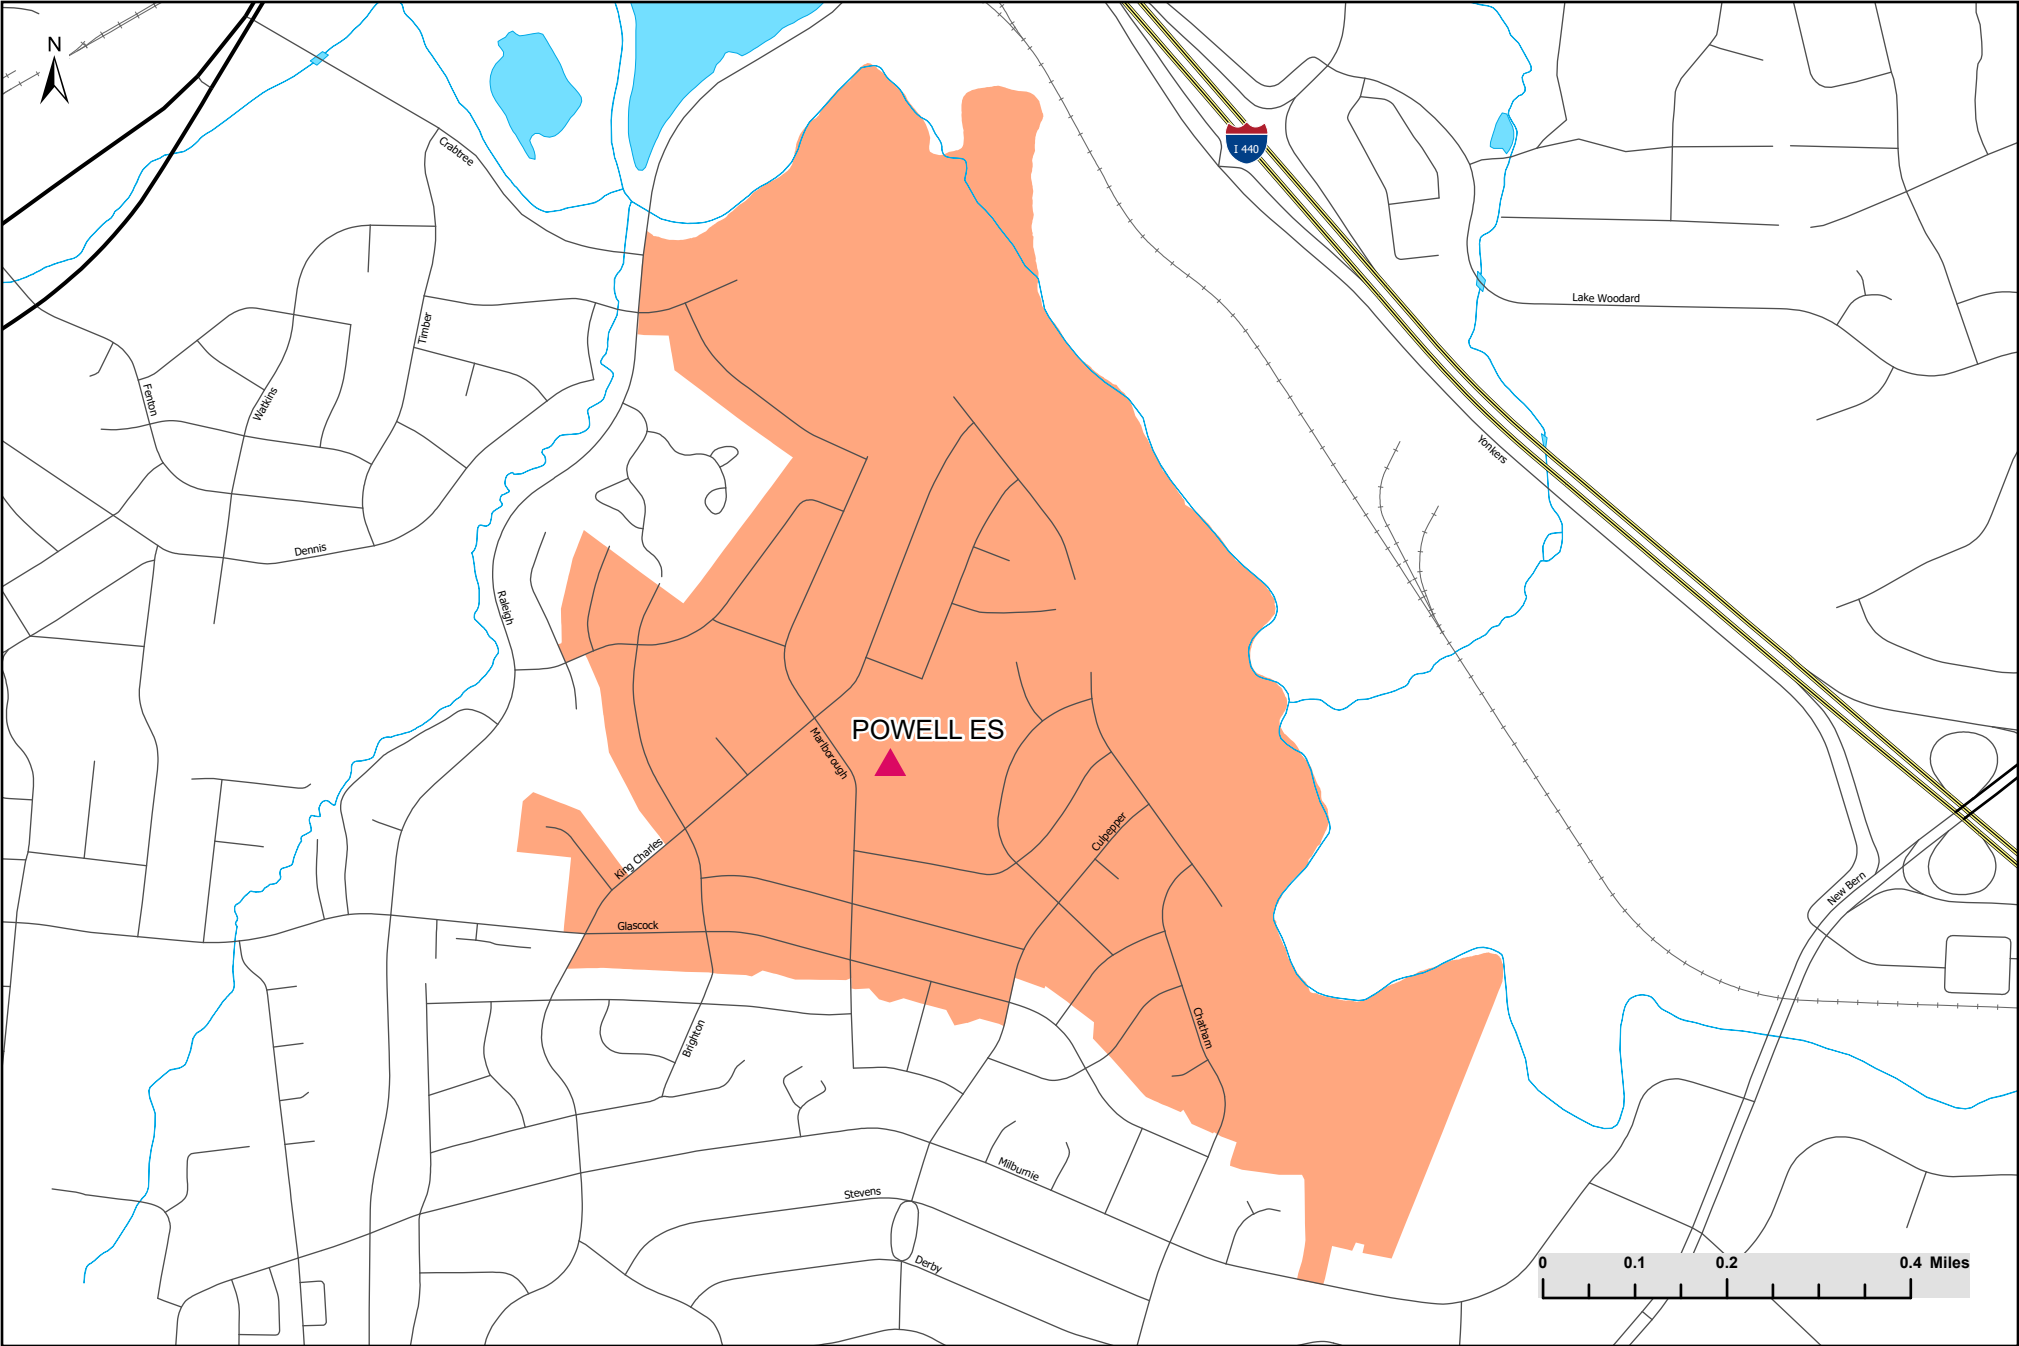 N
Crabtree
I 440
Lake Woodard
Timber
Fenton
Watkins
Yonkers
Dennis
Raleigh
POWELL ES
Marlborough
Culpepper
King Charles
New Bern
Glascock
Chatham
Brighton
Milburnie
Stevens
Derby
0 0.1 0.2 0.4 Miles